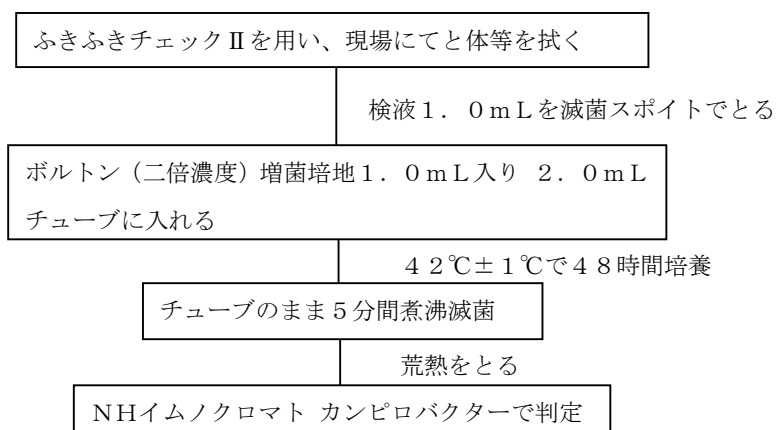 ふきふきチェックⅡを用い、現場にてと体等を拭く
検液１．０ｍＬを滅菌スポイトでとる
ボルトン（二倍濃度）増菌培地１．０ｍＬ入り ２．０ｍＬ
チューブに入れる
４２℃±１℃で４８時間培養
チューブのまま５分間煮沸滅菌
荒熱をとる
ＮＨイムノクロマト カンピロバクターで判定